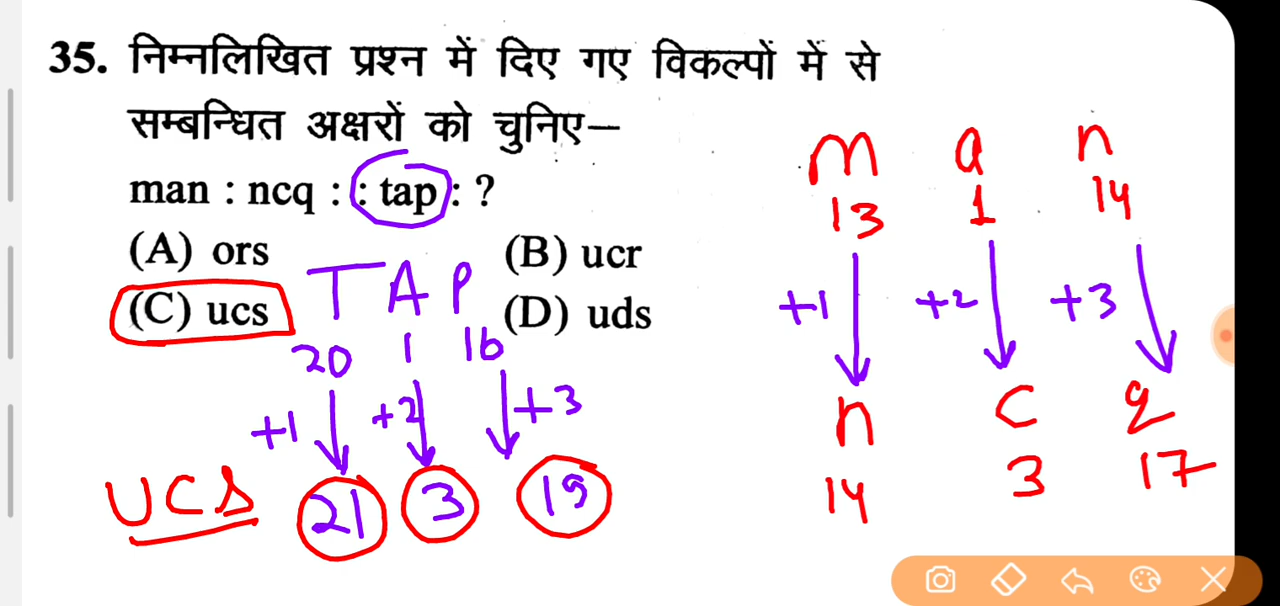 35. निम्नलिखित प्रश्न में दिए गए विकल्पों में से
सम्बन्धित अक्षरों को चुनिए–
man : ncq : : tap : ?
(A) ors (B) ucr
(C) ucs (D) uds
T A P
20 1 16
+1 +2 +3
UCS 21 3 19
m a n
13 1 14
+1 +2 +3
n c q
14 3 17